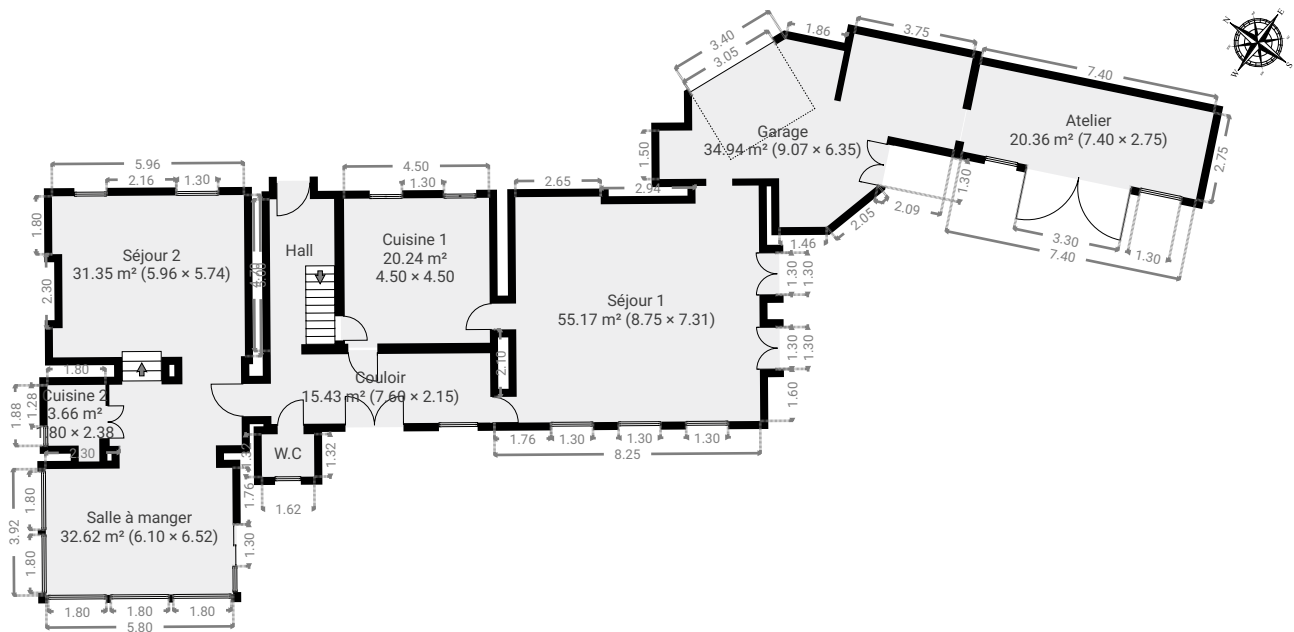 N
E
S
W
3.40
3.05
1.86
3.75
7.40
Garage
34.94 m² (9.07 × 6.35)
Atelier
20.36 m² (7.40 × 2.75)
2.75
1.50
1.30
2.09
2.05
1.46
3.30
1.30
7.40
5.96
2.16
1.30
1.80
2.30
Séjour 2
31.35 m² (5.96 × 5.74)
Hall
4.50
1.30
Cuisine 1
20.24 m²
4.50 × 4.50
2.65
2.94
Séjour 1
55.17 m² (8.75 × 7.31)
1.30
1.30
1.30
1.30
1.60
2.10
Couloir
15.43 m² (7.60 × 2.15)
1.76
1.30
1.30
1.30
8.25
1.80
1.88
1.28
Cuisine 2
3.66 m²
1.80 × 2.38
2.30
W.C
1.32
1.62
1.76
1.30
Salle à manger
32.62 m² (6.10 × 6.52)
3.92
1.80
1.80
1.80
1.80
1.80
5.80